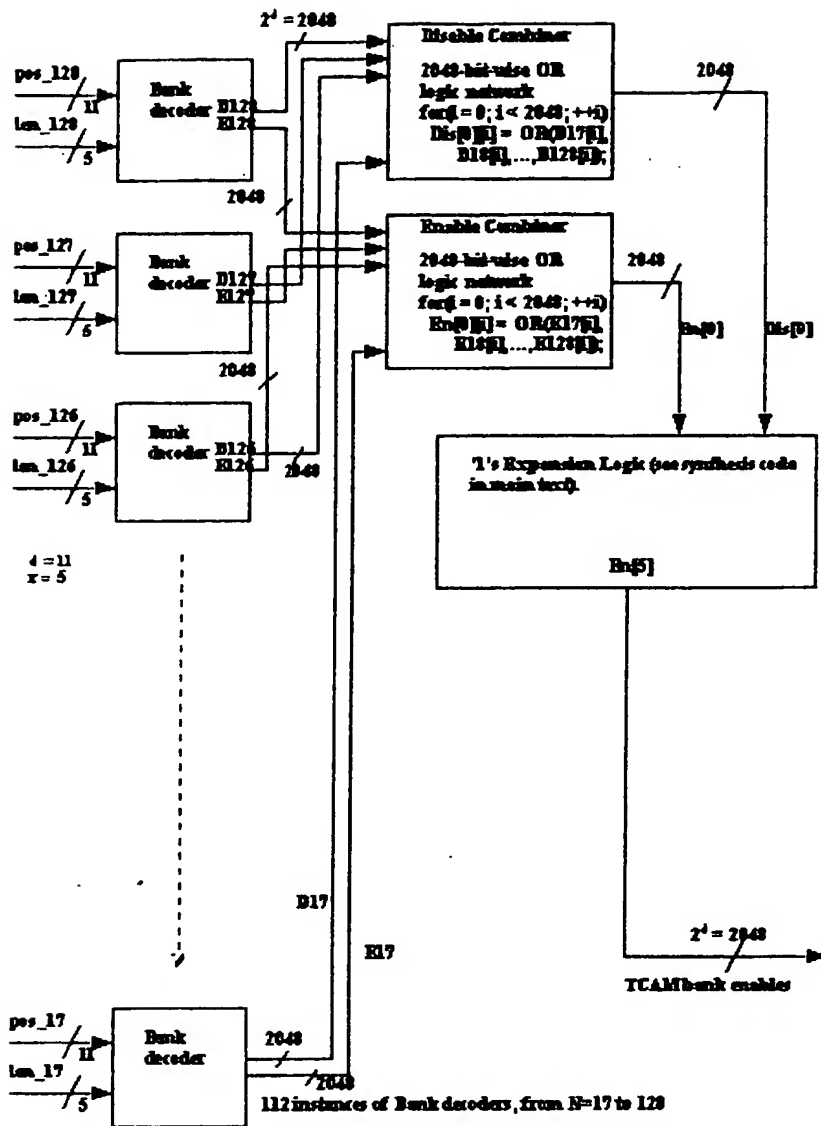 2^d = 2048
Disable Combiner
2048-bit-wise OR
logic network
for(i = 0; i < 2048; ++i)
Dis[0][i] = OR(D17[i],
D18[i],...,D128[i]);
2048
pos_128
11
len_128
5
Bank
decoder
D128
E128
2048
Enable Combiner
2048-bit-wise OR
logic network
for(i = 0; i < 2048; ++i)
En[0][i] = OR(E17[i],
E18[i],...,E128[i]);
2048
En[0]
Dis[0]
pos_127
11
len_127
5
Bank
decoder
D127
E127
2048
pos_126
11
len_126
5
Bank
decoder
D126
E126
2048
'1's Expansion Logic (see synthesis code
in main text).
En[5]
d = 11
x = 5
D17
E17
2^d = 2048
TCAM bank enables
pos_17
11
len_17
5
Bank
decoder
2048
2048
112 instances of Bank decoders, from N=17 to 128